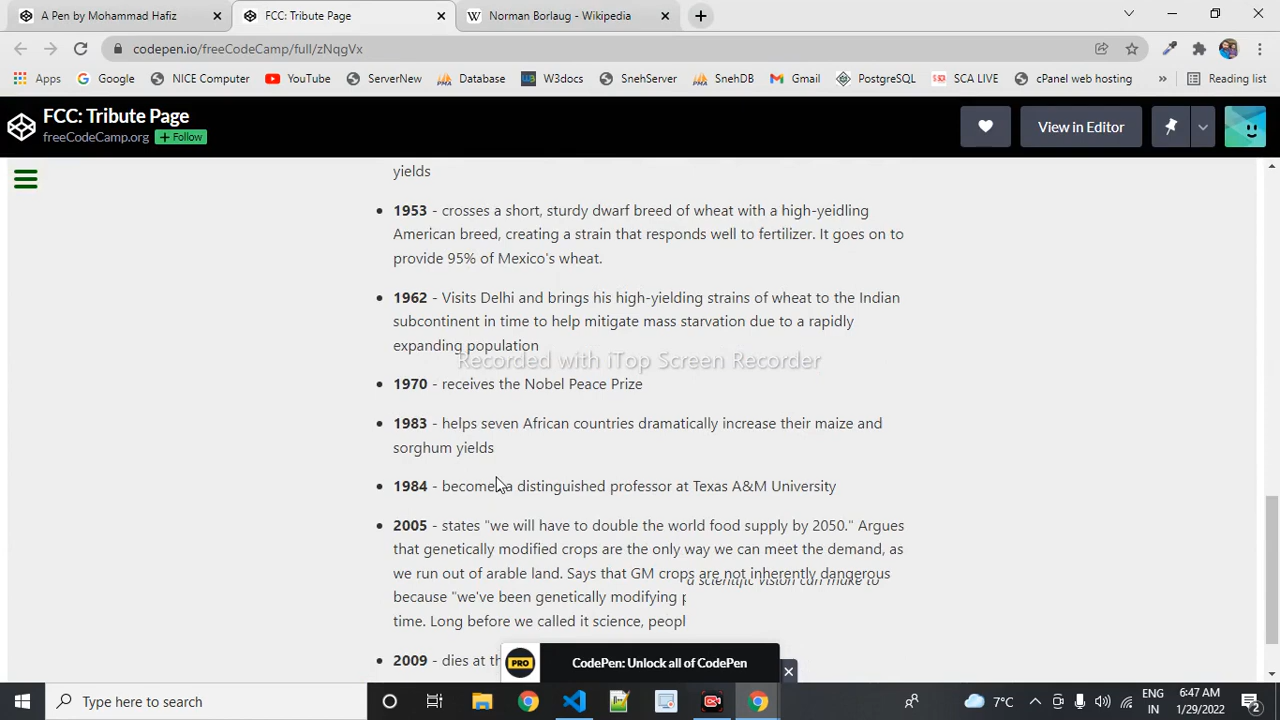 A Pen by Mohammad Hafiz
FCC: Tribute Page
W Norman Borlaug - Wikipedia
codepen.io/freeCodeCamp/full/zNqgVx
Apps Google NICE Computer YouTube ServerNew Database W3docs SnehServer SnehDB Gmail PostgreSQL SCA LIVE cPanel web hosting » Reading list
FCC: Tribute Page
freeCodeCamp.org + Follow
View in Editor
yields
1953 - crosses a short, sturdy dwarf breed of wheat with a high-yeidling
American breed, creating a strain that responds well to fertilizer. It goes on to
provide 95% of Mexico's wheat.
1962 - Visits Delhi and brings his high-yielding strains of wheat to the Indian
subcontinent in time to help mitigate mass starvation due to a rapidly
expanding population
Recorded with iTop Screen Recorder
1970 - receives the Nobel Peace Prize
1983 - helps seven African countries dramatically increase their maize and
sorghum yields
1984 - becomes a distinguished professor at Texas A&M University
2005 - states "we will have to double the world food supply by 2050." Argues
that genetically modified crops are the only way we can meet the demand, as
we run out of arable land. Says that GM crops are not inherently dangerous
a scientific vision can make to
because "we've been genetically modifying p
time. Long before we called it science, peopl
2009 - dies at th
PRO CodePen: Unlock all of CodePen
Type here to search
7°C
ENG
IN
6:47 AM
1/29/2022
2